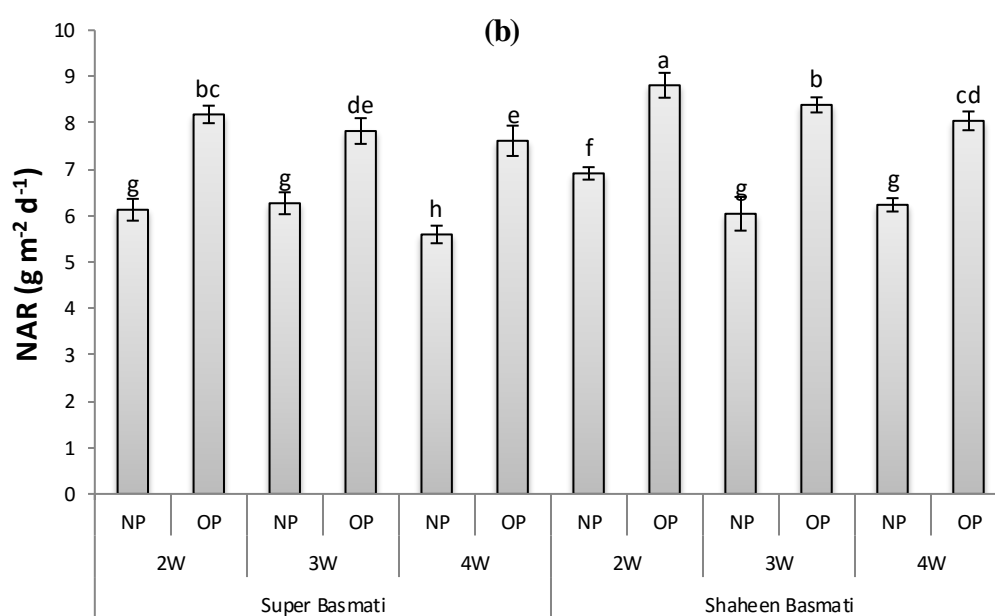 (b)
NAR (g m-2 d-1)
10
9
8
7
6
5
4
3
2
1
0
g
bc
g
de
h
e
f
a
g
b
g
cd
NP OP NP OP NP OP NP OP NP OP NP OP
2W 3W 4W 2W 3W 4W
Super Basmati Shaheen Basmati